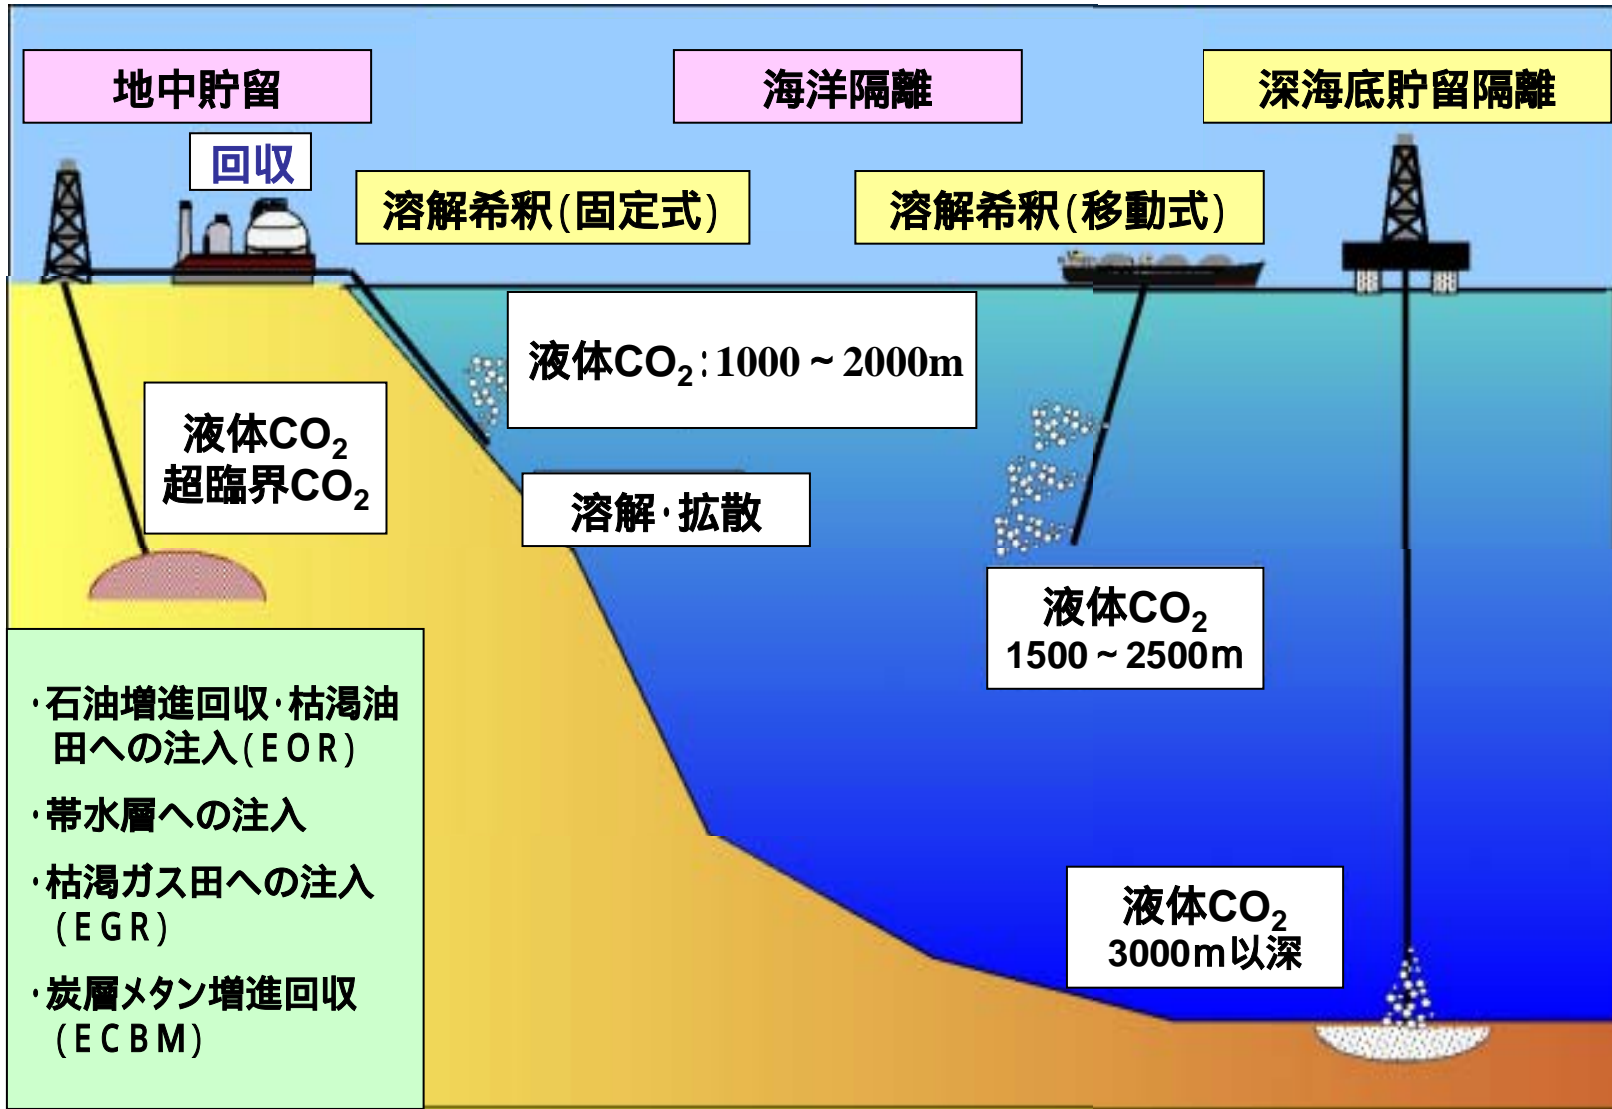 地中貯留
海洋隔離
深海底貯留隔離
回収
溶解希釈(固定式)
溶解希釈(移動式)
液体CO₂:1000~2000m
液体CO₂
超臨界CO₂
溶解・拡散
液体CO₂
1500~2500m
・石油増進回収・枯渇油
田への注入(EOR)
・帯水層への注入
・枯渇ガス田への注入
(EGR)
・炭層メタン増進回収
(ECBM)
液体CO₂
3000m以深